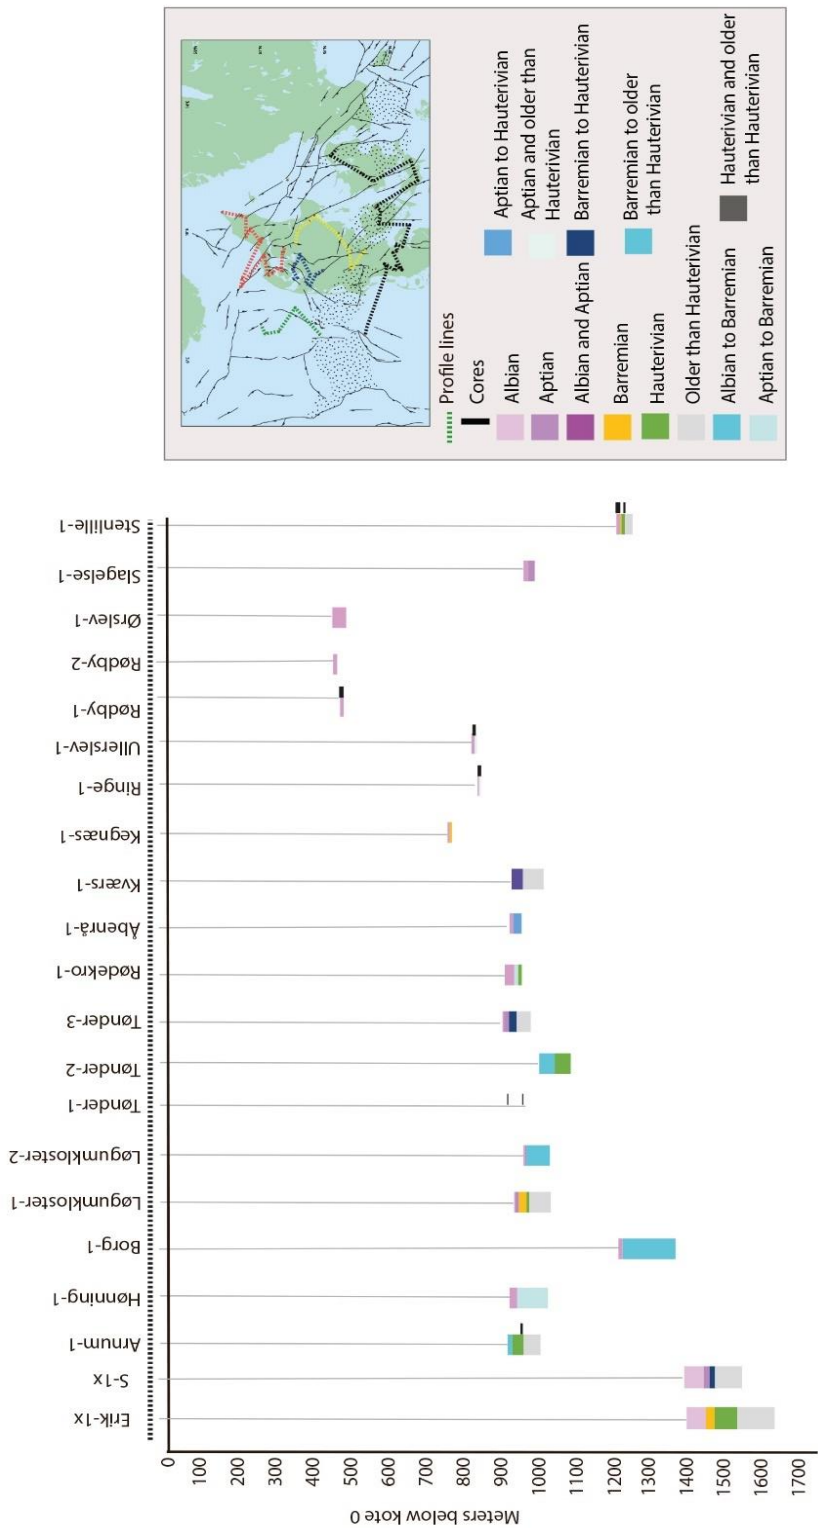 Stenlille-1
Slagelse-1
Ørslev-1
Rødby-2
Rødby-1
Ullerslev-1
Ringe-1
Kegnæs-1
Kværs-1
Åbenrå-1
Rødekro-1
Tønder-3
Tønder-2
Tønder-1
Løgumkloster-2
Løgumkloster-1
Borg-1
Hønning-1
Arnum-1
S-1x
Erik-1x
0
100
200
300
400
500
600
700
800
900
1000
1100
1200
1300
1400
1500
1600
1700
Meters below kote 0
Profile lines
Cores
Albian
Aptian
Albian and Aptian
Barremian
Hauterivian
Older than Hauterivian
Albian to Barremian
Aptian to Barremian
Aptian to Hauterivian
Aptian and older than
Hauterivian
Barremian to Hauterivian
Barremian to older
than Hauterivian
Hauterivian and older
than Hauterivian